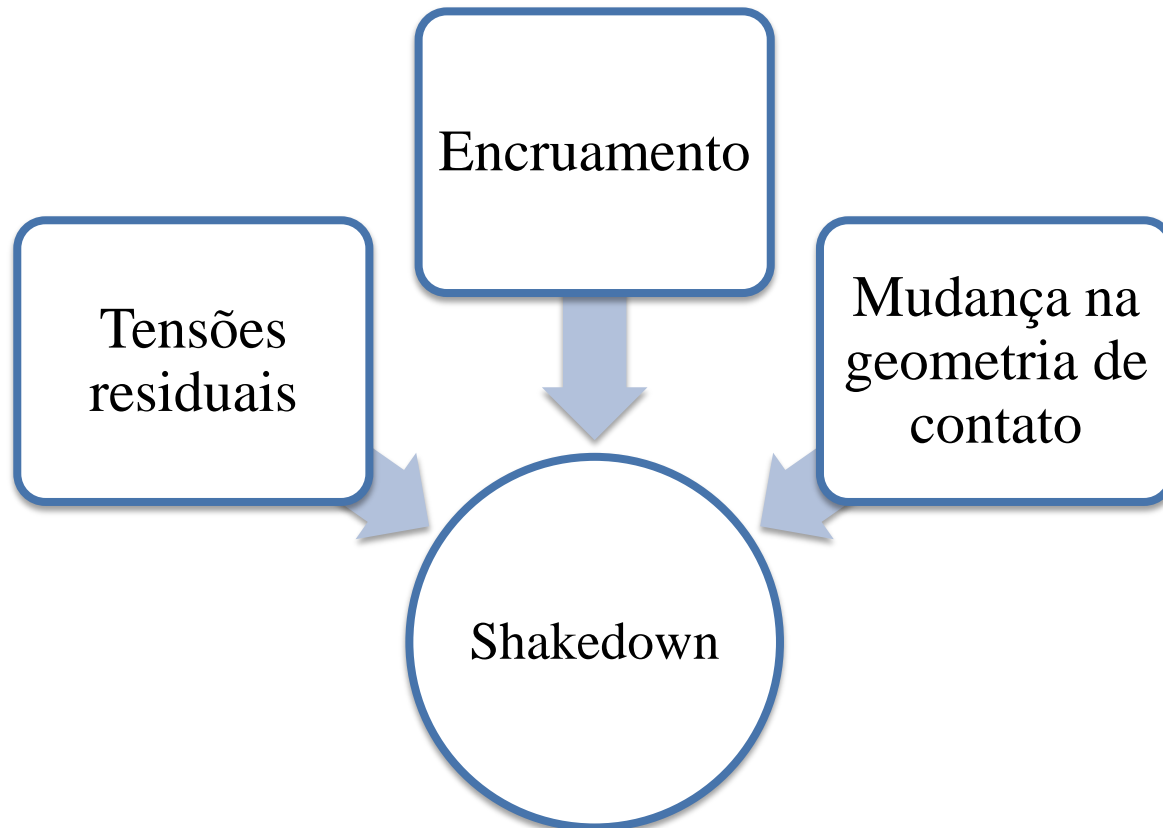 Encruamento
Tensões
residuais
Mudança na
geometria de
contato
Shakedown